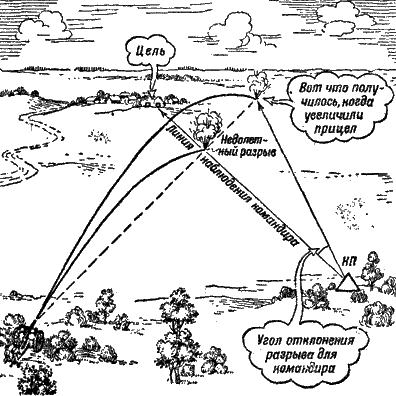 Цель
Вот что полу-
чилось, когда
увеличили
прицел
Недолет-
ный разрыв
Линия наблюдения командира
КП
Угол отклонения
разрыва для
командира